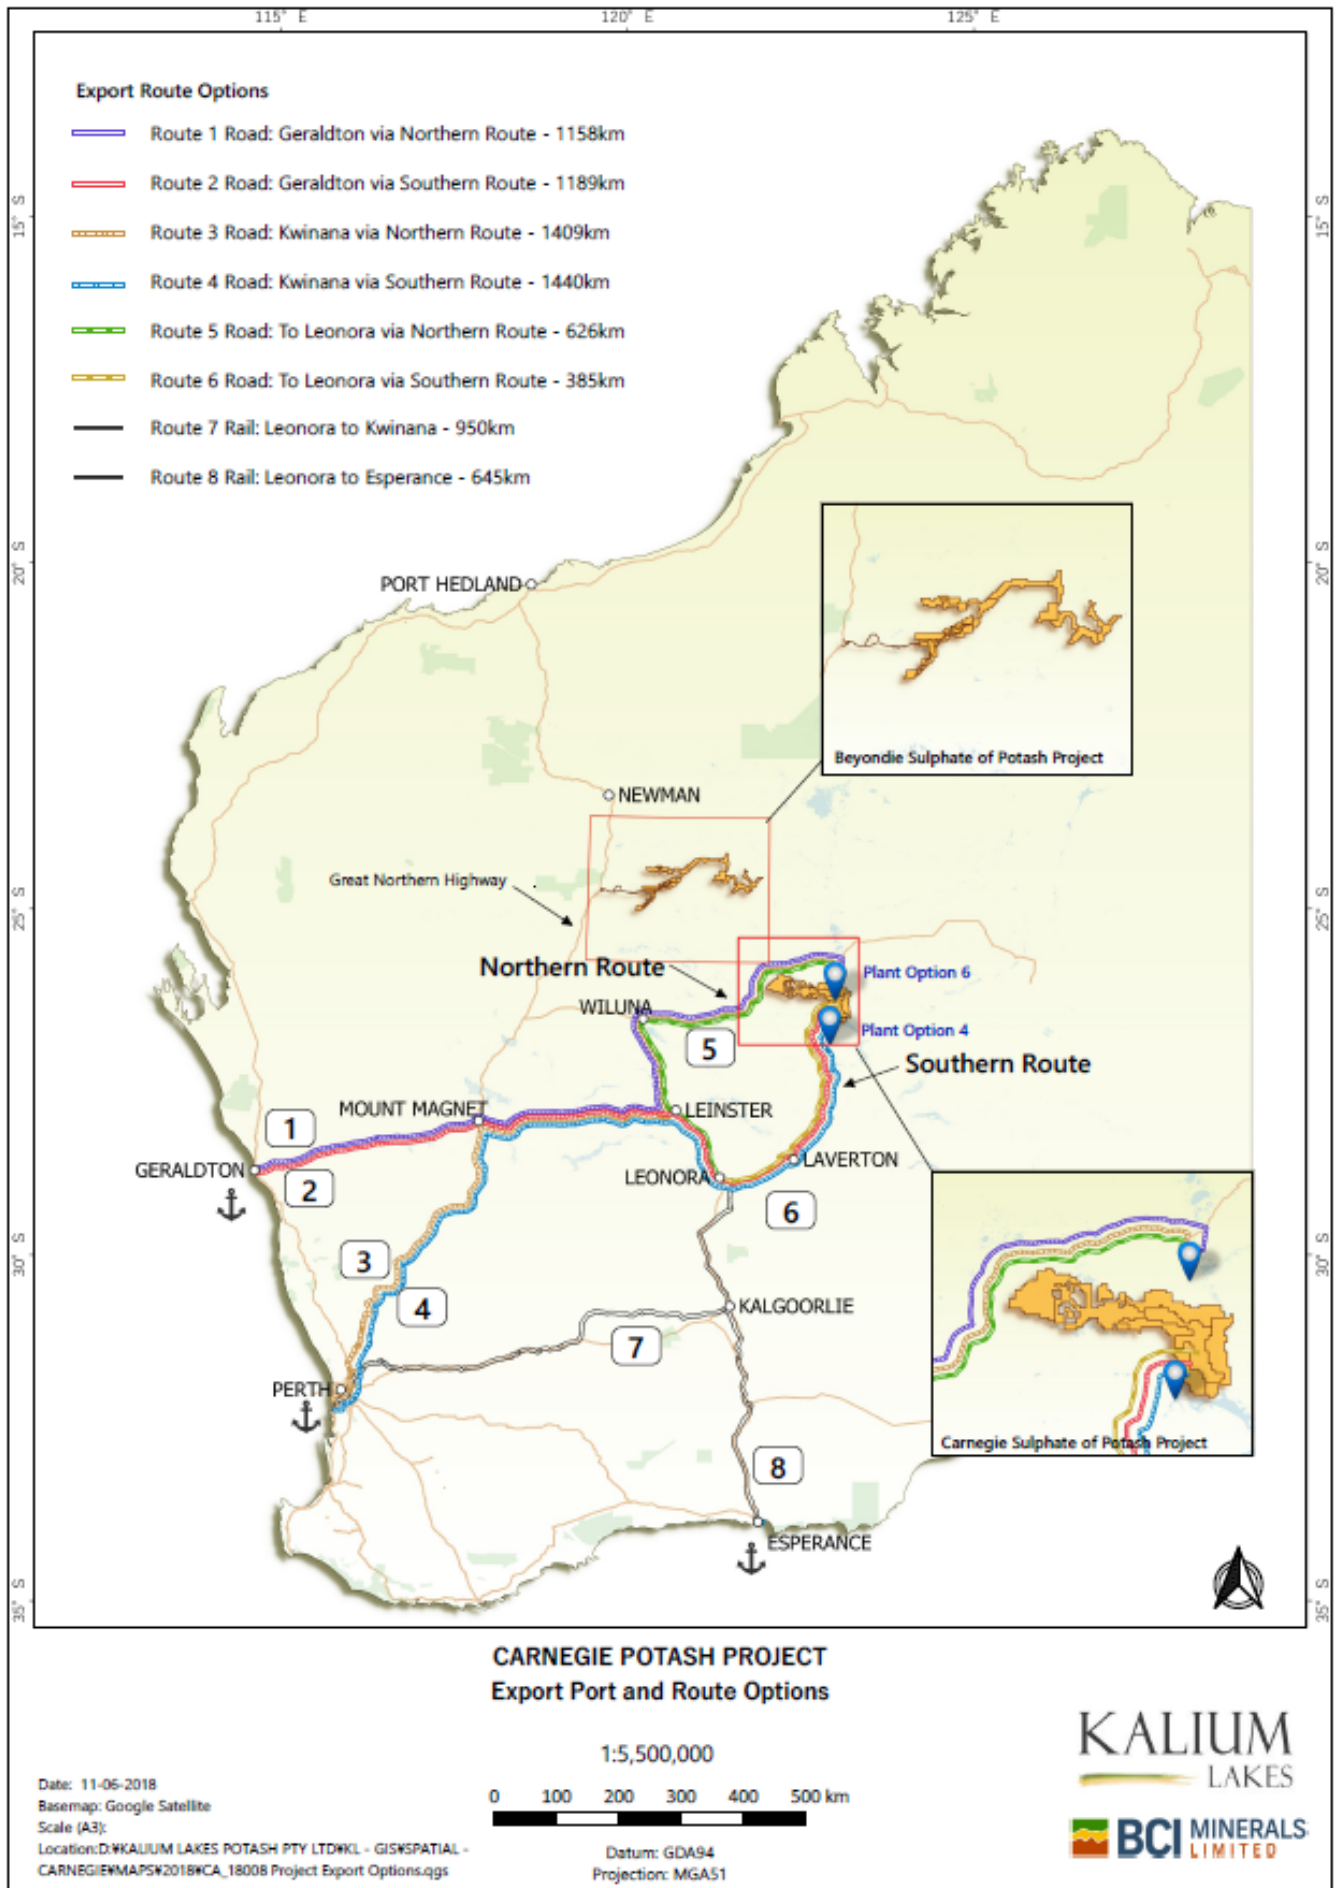 115° E
120° E
125° E
Export Route Options
Route 1 Road: Geraldton via Northern Route - 1158km
Route 2 Road: Geraldton via Southern Route - 1189km
Route 3 Road: Kwinana via Northern Route - 1409km
Route 4 Road: Kwinana via Southern Route - 1440km
Route 5 Road: To Leonora via Northern Route - 626km
Route 6 Road: To Leonora via Southern Route - 385km
Route 7 Rail: Leonora to Kwinana - 950km
Route 8 Rail: Leonora to Esperance - 645km
15° S
15° S
20° S
20° S
PORT HEDLAND
Beyondie Sulphate of Potash Project
NEWMAN
Great Northern Highway
25° S
25° S
Northern Route
Plant Option 6
WILUNA
Plant Option 4
5
Southern Route
MOUNT MAGNET
LEINSTER
1
GERALDTON
LAVERTON
LEONORA
2
6
30° S
30° S
3
4
KALGOORLIE
7
PERTH
Carnegie Sulphate of Potash Project
8
ESPERANCE
35° S
35° S
CARNEGIE POTASH PROJECT
Export Port and Route Options
1:5,500,000
0 100 200 300 400 500 km
Datum: GDA94
Projection: MGA51
Date: 11-06-2018
Basemap: Google Satellite
Scale (A3):
Location:D:¥KALIUM LAKES POTASH PTY LTD¥KL - GIS¥SPATIAL -
CARNEGIE¥MAPS¥2018¥CA_18008 Project Export Options.qgs
KALIUM
LAKES
BCI MINERALS
LIMITED